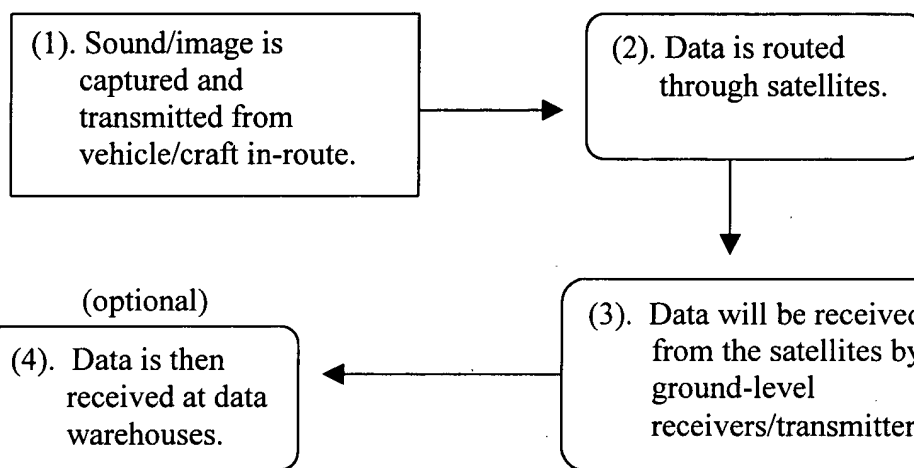 (1). Sound/image is
captured and
transmitted from
vehicle/craft in-route.
(2). Data is routed
through satellites.
(optional)
(3). Data will be received
from the satellites by
ground-level
receivers/transmitter
(4). Data is then
received at data
warehouses.